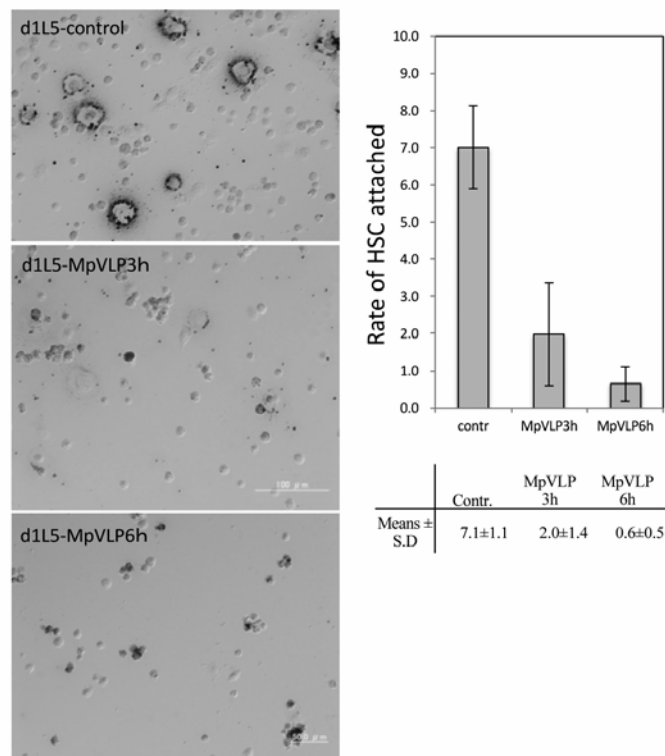 d1L5-control
d1L5-MpVLP3h
100 μm
d1L5-MpVLP6h
Rate of HSC attached
10.0
9.0
8.0
7.0
6.0
5.0
4.0
3.0
2.0
1.0
0.0
contr MpVLP3h MpVLP6h
Contr. MpVLP 3h MpVLP 6h
Means ± S.D 7.1±1.1 2.0±1.4 0.6±0.5